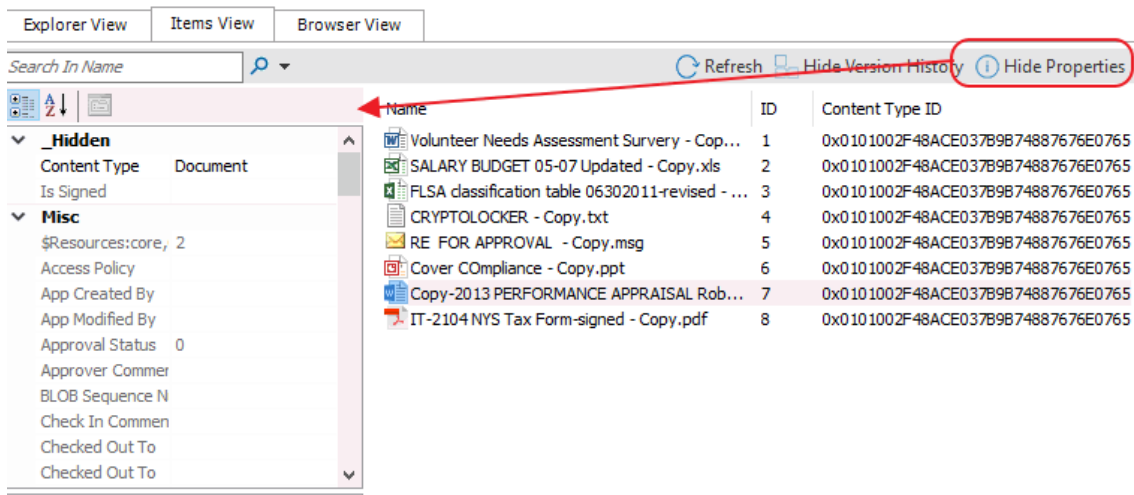 Explorer View Items View Browser View
Search In Name Refresh Hide Version History Hide Properties
Name ID Content Type ID
_Hidden
Content Type Document
Is Signed
Misc
$Resources:core, 2
Access Policy
App Created By
App Modified By
Approval Status 0
Approver Commer
BLOB Sequence N
Check In Commen
Checked Out To
Checked Out To
Volunteer Needs Assessment Survery - Cop... 1 0x0101002F48ACE037B9B74887676E0765
SALARY BUDGET 05-07 Updated - Copy.xls 2 0x0101002F48ACE037B9B74887676E0765
FLSA classification table 06302011-revised - ... 3 0x0101002F48ACE037B9B74887676E0765
CRYPTOLOCKER - Copy.txt 4 0x0101002F48ACE037B9B74887676E0765
RE  FOR APPROVAL  - Copy.msg 5 0x0101002F48ACE037B9B74887676E0765
Cover COmpliance - Copy.ppt 6 0x0101002F48ACE037B9B74887676E0765
Copy-2013 PERFORMANCE APPRAISAL Rob... 7 0x0101002F48ACE037B9B74887676E0765
IT-2104 NYS Tax Form-signed - Copy.pdf 8 0x0101002F48ACE037B9B74887676E0765